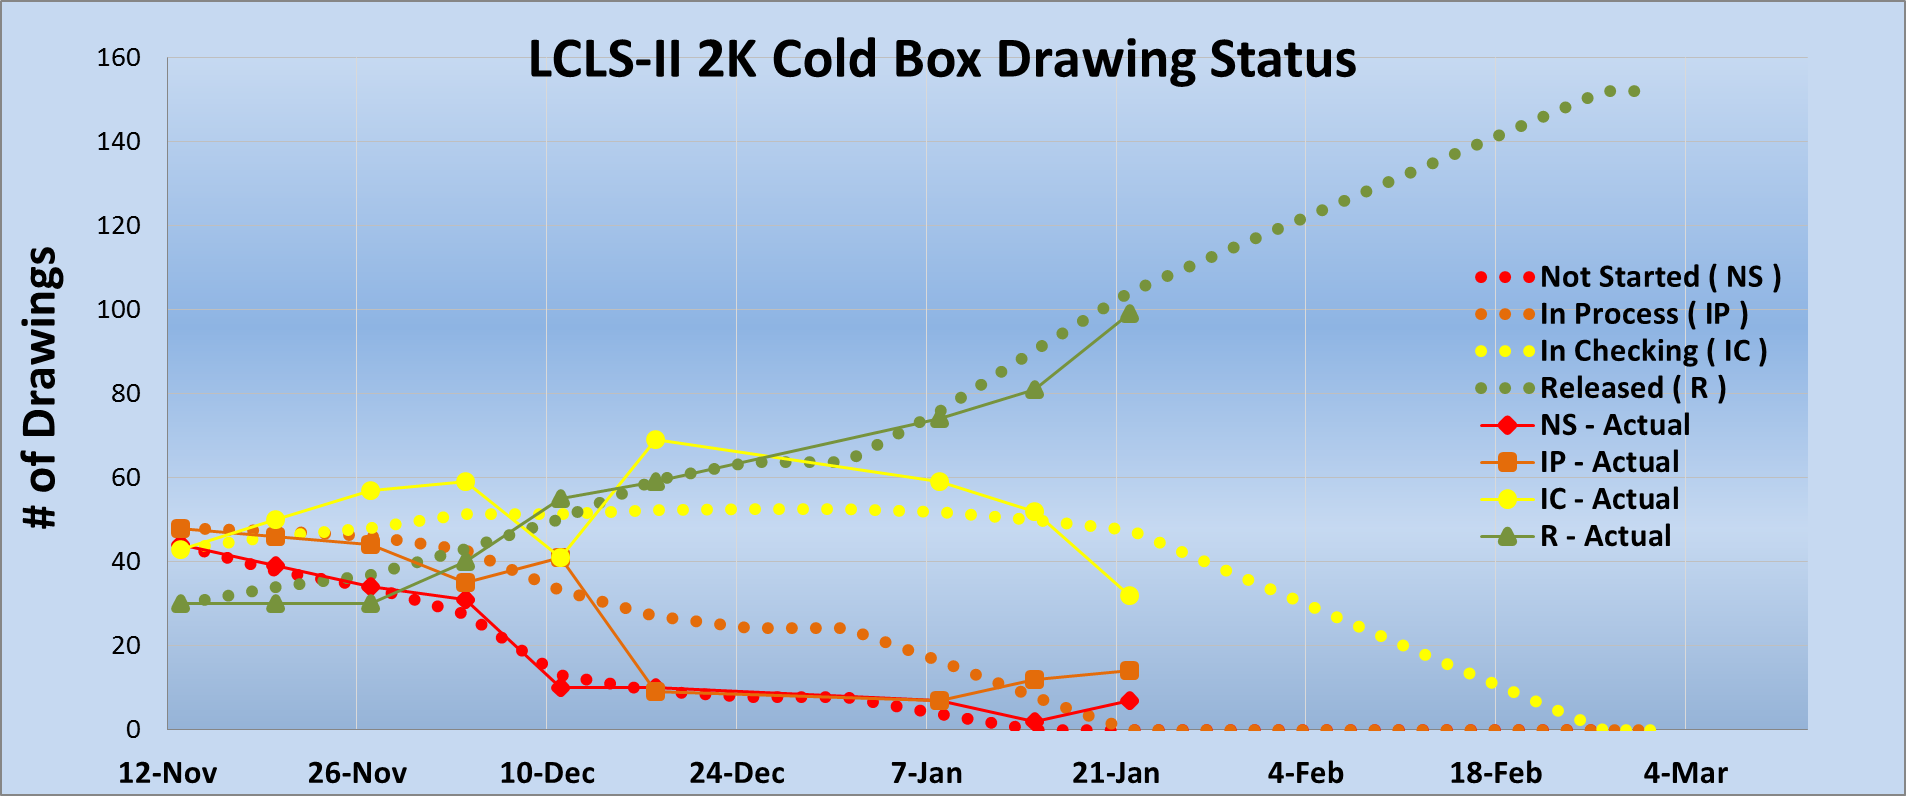 LCLS-II 2K Cold Box Drawing Status
# of Drawings
160
140
120
100
80
60
40
20
0
12-Nov 26-Nov 10-Dec 24-Dec 7-Jan 21-Jan 4-Feb 18-Feb 4-Mar
Not Started ( NS )
In Process ( IP )
In Checking ( IC )
Released ( R )
NS - Actual
IP - Actual
IC - Actual
R - Actual